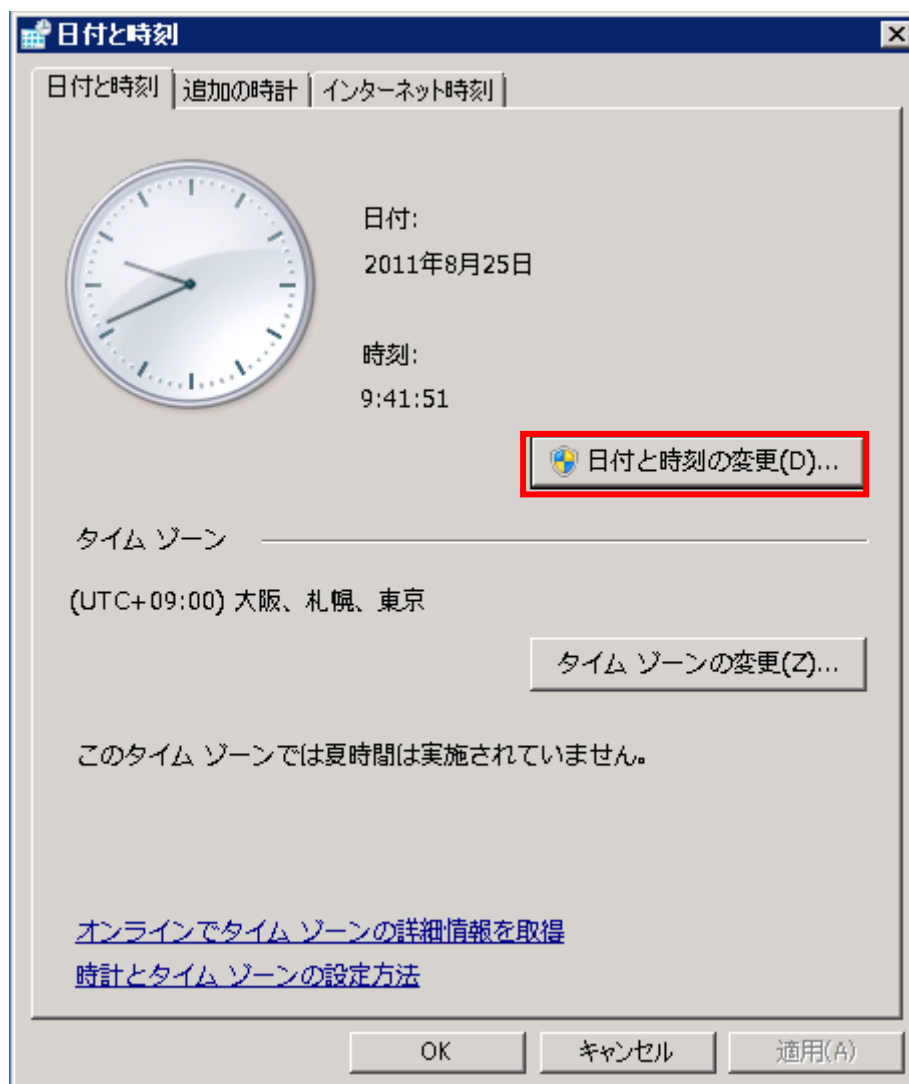 日付と時刻
日付と時刻 追加の時計 インターネット時刻
日付:
2011年8月25日
時刻:
9:41:51
日付と時刻の変更(D)...
タイム ゾーン
(UTC+09:00) 大阪、札幌、東京
タイム ゾーンの変更(Z)...
このタイム ゾーンでは夏時間は実施されていません。
オンラインでタイム ゾーンの詳細情報を取得
時計とタイム ゾーンの設定方法
OK キャンセル 適用(A)